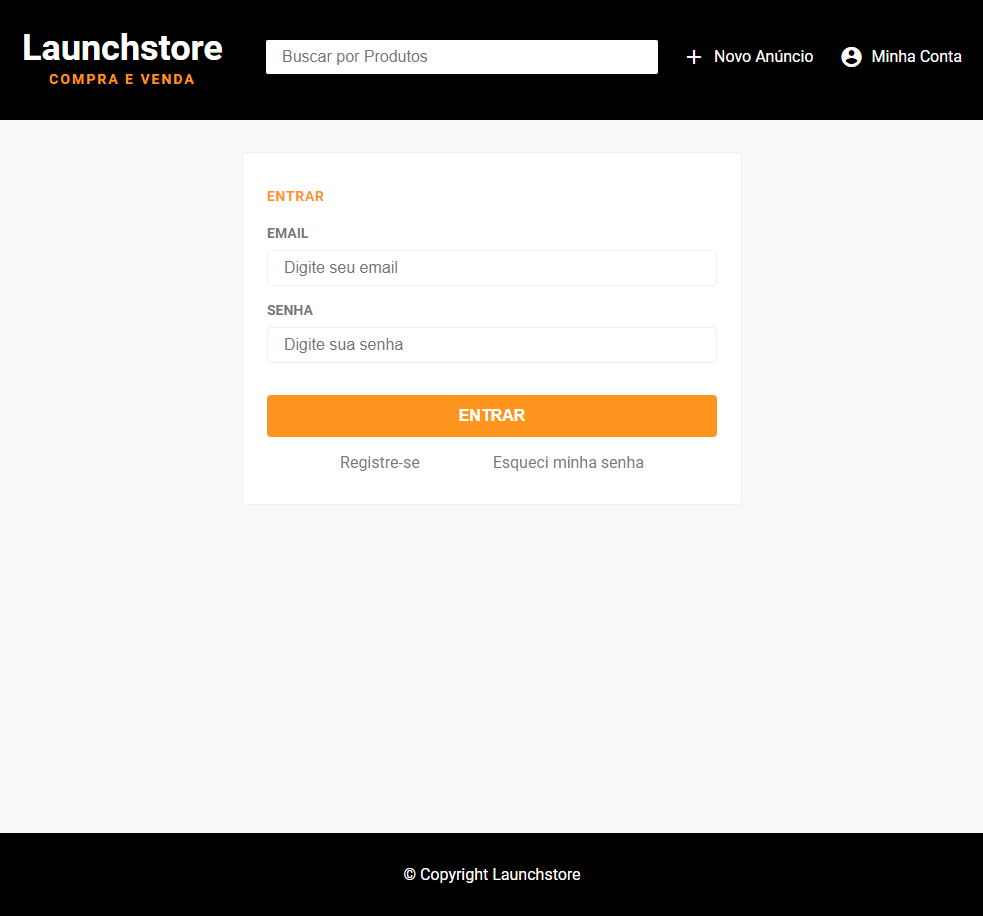 Launchstore
COMPRA E VENDA
Buscar por Produtos
Novo Anúncio
Minha Conta
ENTRAR
EMAIL
Digite seu email
SENHA
Digite sua senha
ENTRAR
Registre-se
Esqueci minha senha
© Copyright Launchstore